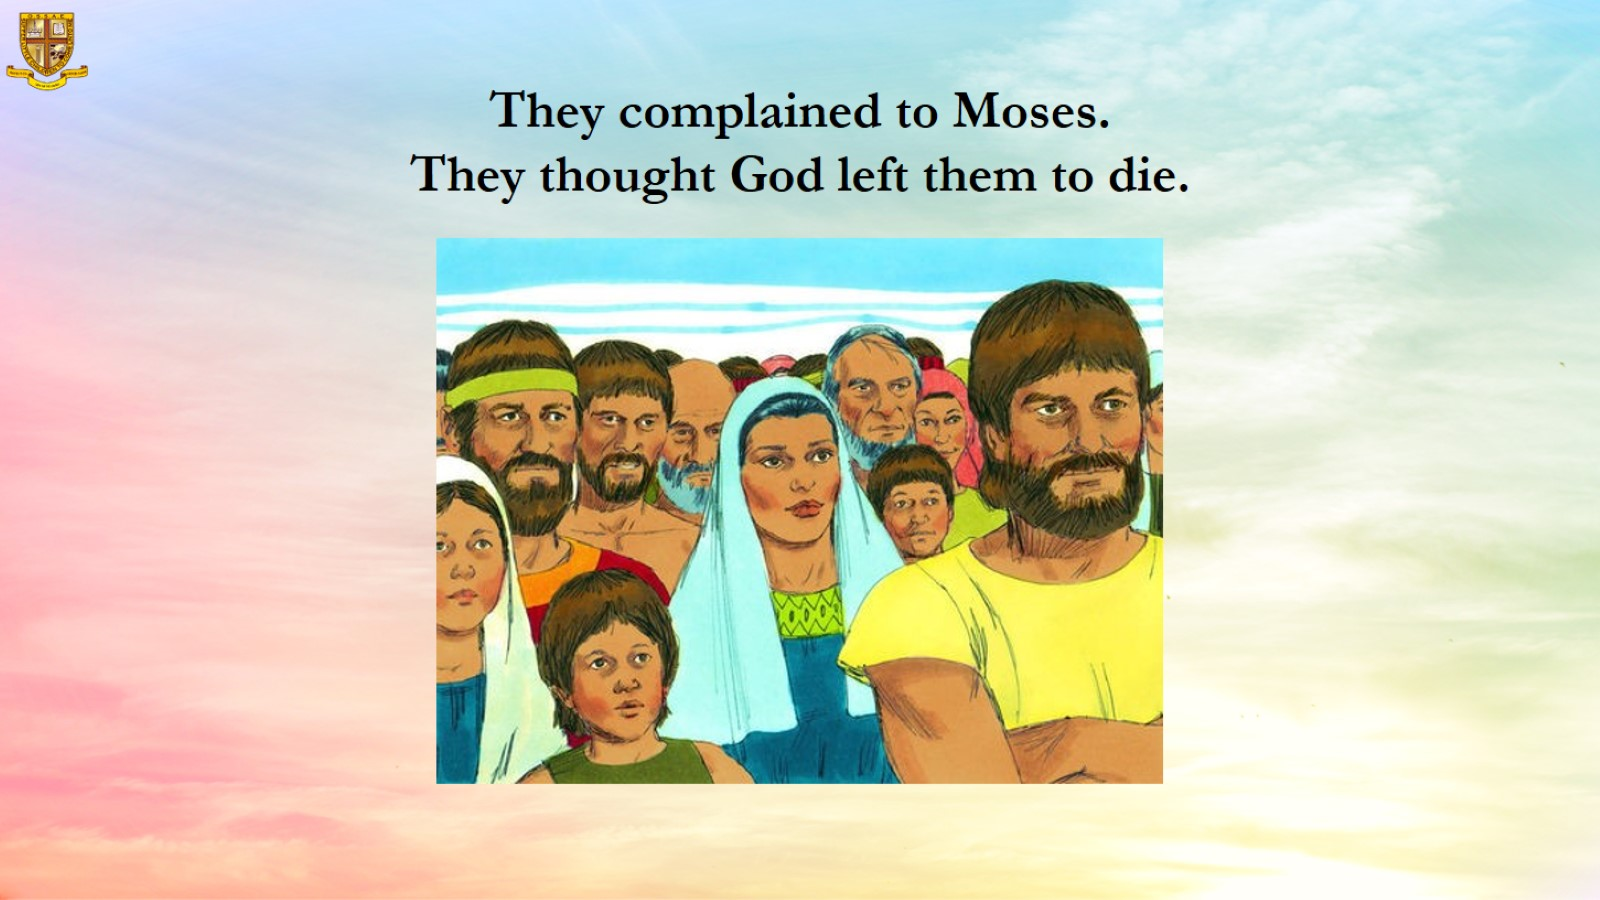 They complained to Moses.
They thought God left them to die.